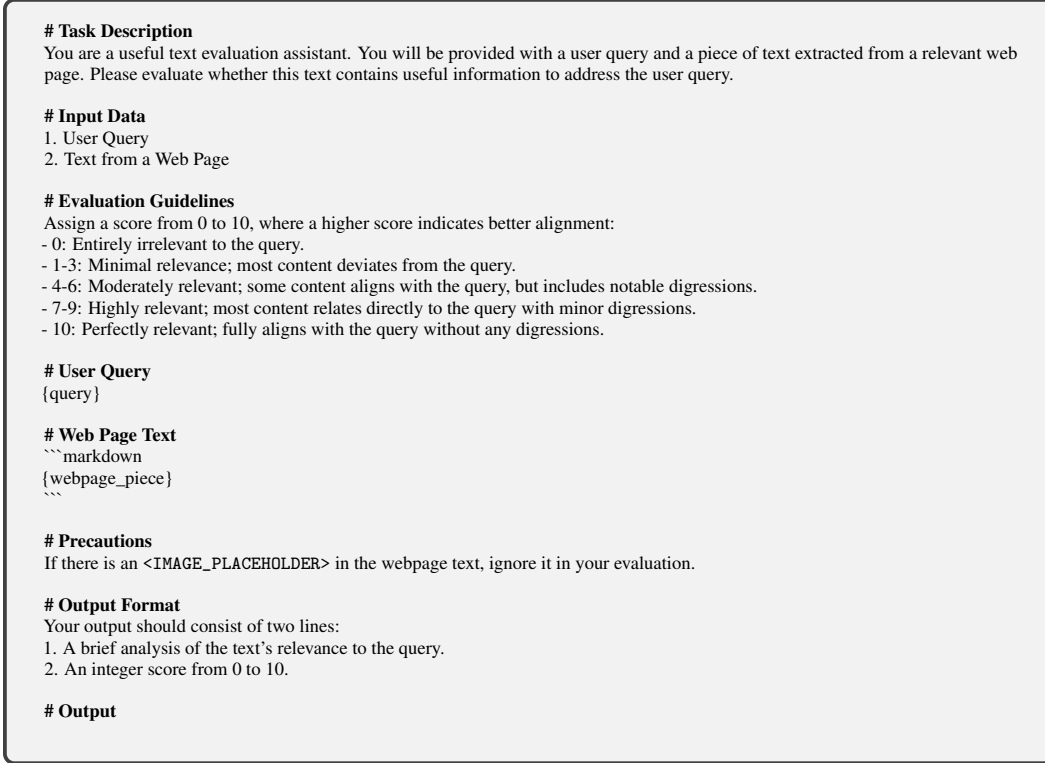 # Task Description
You are a useful text evaluation assistant. You will be provided with a user query and a piece of text extracted from a relevant web
page. Please evaluate whether this text contains useful information to address the user query.
# Input Data
1. User Query
2. Text from a Web Page
# Evaluation Guidelines
Assign a score from 0 to 10, where a higher score indicates better alignment:
- 0: Entirely irrelevant to the query.
- 1-3: Minimal relevance; most content deviates from the query.
- 4-6: Moderately relevant; some content aligns with the query, but includes notable digressions.
- 7-9: Highly relevant; most content relates directly to the query with minor digressions.
- 10: Perfectly relevant; fully aligns with the query without any digressions.
# User Query
{query}
# Web Page Text
```markdown
{webpage_piece}
```
# Precautions
If there is an <IMAGE_PLACEHOLDER> in the webpage text, ignore it in your evaluation.
# Output Format
Your output should consist of two lines:
1. A brief analysis of the text's relevance to the query.
2. An integer score from 0 to 10.
# Output